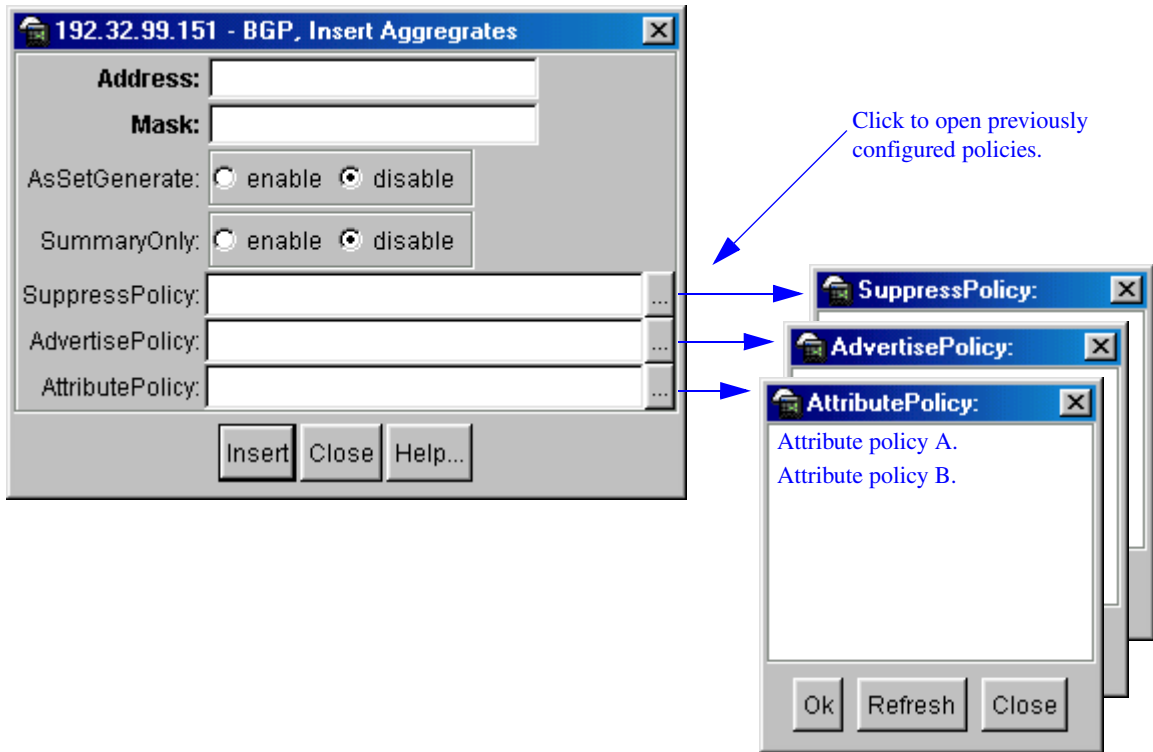 192.32.99.151 - BGP, Insert Aggregrates
Address:
Mask:
AsSetGenerate: enable disable
SummaryOnly: enable disable
SuppressPolicy: ...
AdvertisePolicy: ...
AttributePolicy: ...
Insert Close Help...
Click to open previously
configured policies.
SuppressPolicy:
AdvertisePolicy:
AttributePolicy:
Attribute policy A.
Attribute policy B.
Ok Refresh Close